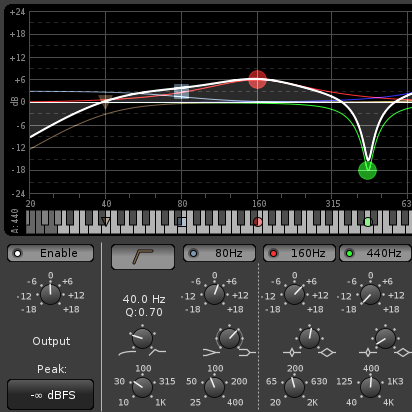 +24
+18
+12
+6
dB 0
-6
-12
-18
-24
20 40 80 160 315 63
A.440
Enable 80Hz 160Hz 440Hz
0 0 0 0
-6 +6 -6 +6 -6 +6 -6 +6
-12 +12 -12 +12 -12 +12 -12 +12
-18 +18 -18 +18 -18 +18 -18 +18
40.0 Hz
Q:0.70
Output
Peak:
-∞ dBFS
100 100 200 400
30 315 50 200 65 630 125 1K3
10 1K 25 400 20 2K 40 4K